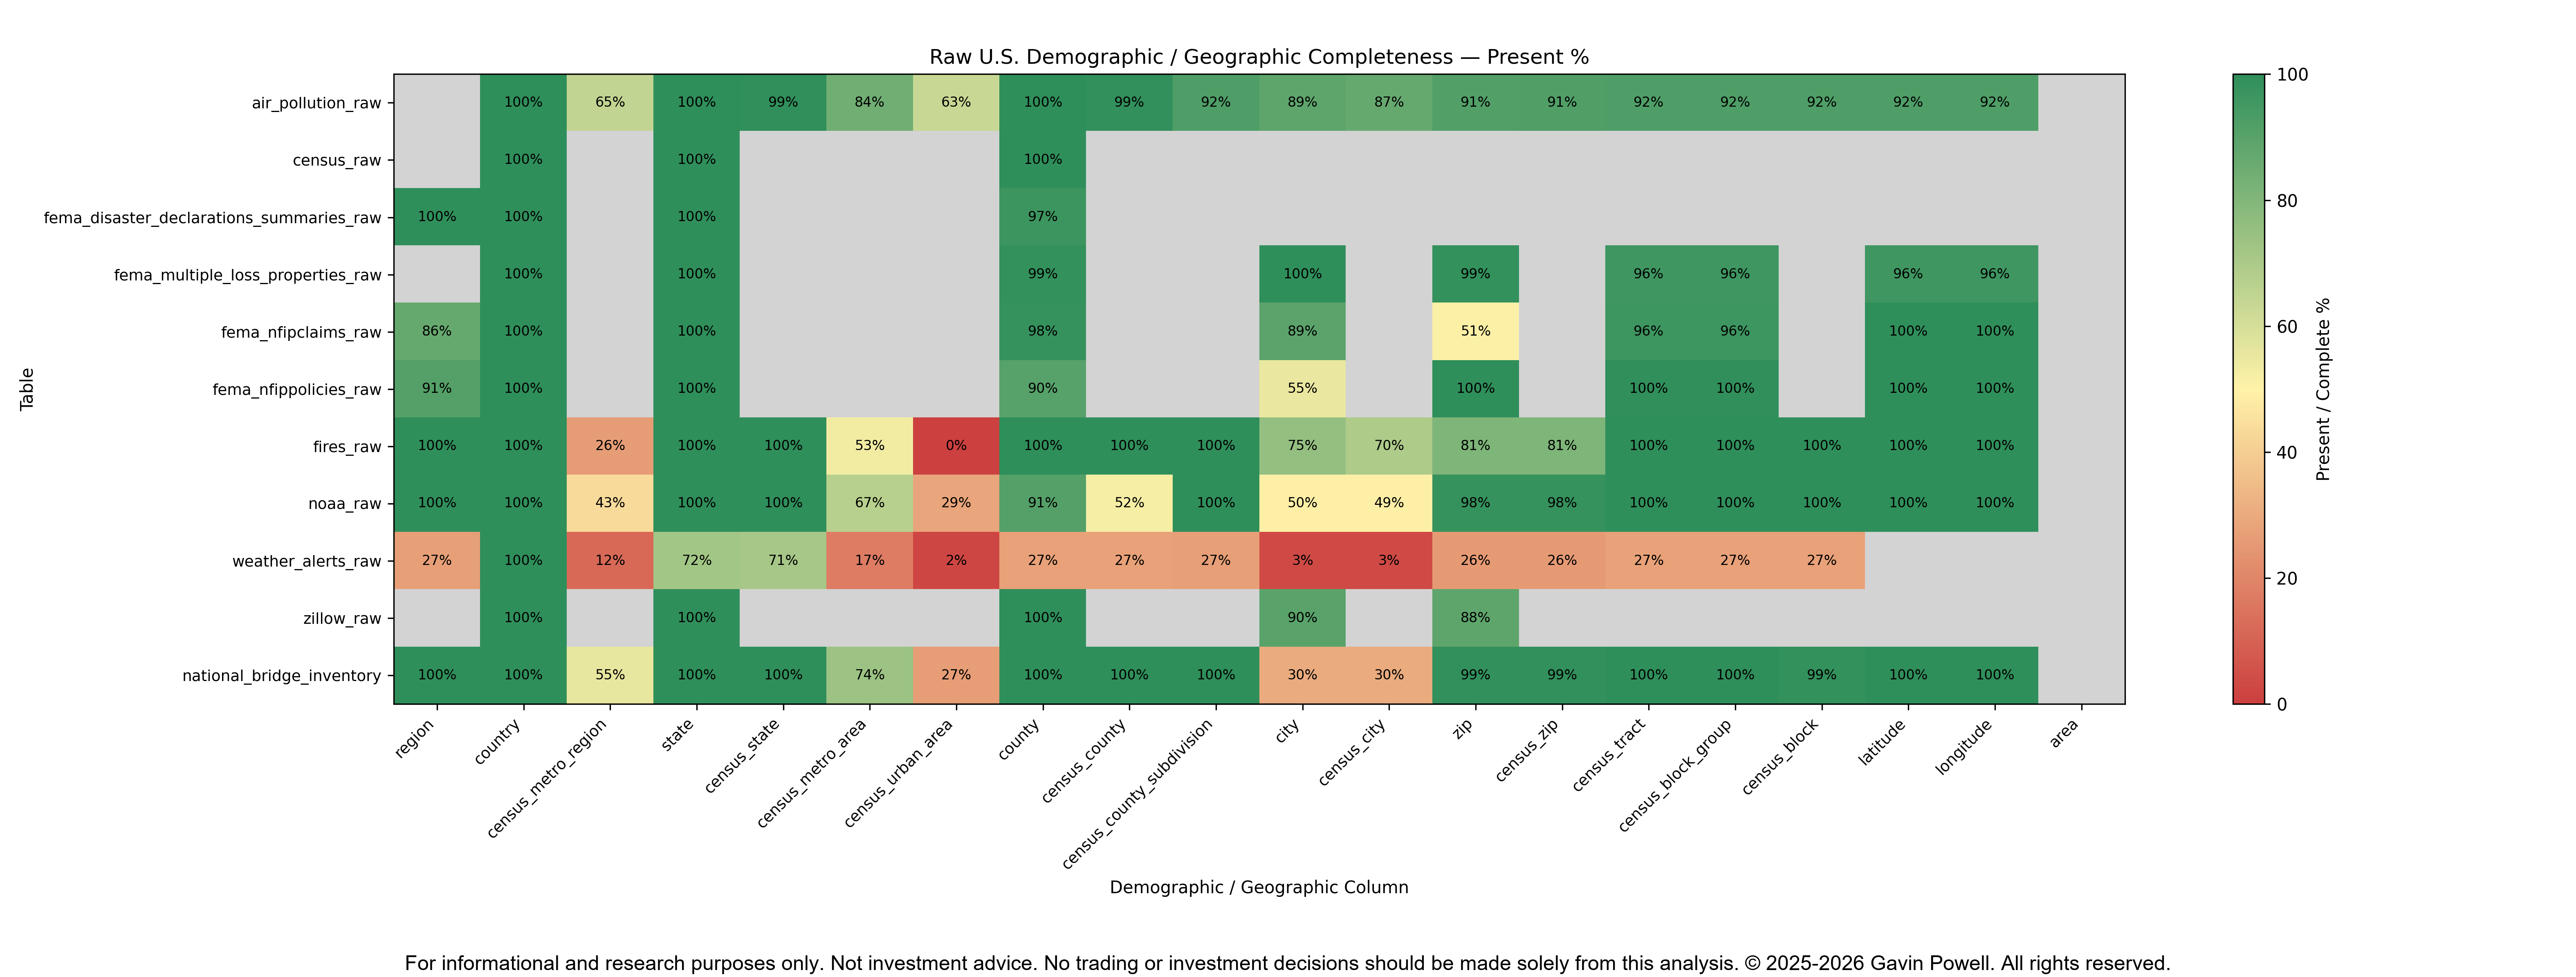 Raw U.S. Demographic / Geographic Completeness — Present %
Table
air_pollution_raw 100% 65% 100% 99% 84% 63% 100% 99% 92% 89% 87% 91% 91% 92% 92% 92% 92% 92%
census_raw 100% 100% 100%
fema_disaster_declarations_summaries_raw 100% 100% 100% 97%
fema_multiple_loss_properties_raw 100% 100% 99% 100% 99% 96% 96% 96% 96%
fema_nfipclaims_raw 86% 100% 100% 98% 89% 51% 96% 96% 100% 100%
fema_nfippolicies_raw 91% 100% 100% 90% 55% 100% 100% 100% 100% 100%
fires_raw 100% 100% 26% 100% 100% 53% 0% 100% 100% 100% 75% 70% 81% 81% 100% 100% 100% 100% 100%
noaa_raw 100% 100% 43% 100% 100% 67% 29% 91% 52% 100% 50% 49% 98% 98% 100% 100% 100% 100% 100%
weather_alerts_raw 27% 100% 12% 72% 71% 17% 2% 27% 27% 27% 3% 3% 26% 26% 27% 27% 27%
zillow_raw 100% 100% 100% 90% 88%
national_bridge_inventory 100% 100% 55% 100% 100% 74% 27% 100% 100% 100% 30% 30% 99% 99% 100% 100% 99% 100% 100%
region
country
census_metro_region
state
census_state
census_metro_area
census_urban_area
county
census_county
census_county_subdivision
city
census_city
zip
census_zip
census_tract
census_block_group
census_block
latitude
longitude
area
Demographic / Geographic Column
100
80
60
40
20
0
Present / Complete %
For informational and research purposes only. Not investment advice. No trading or investment decisions should be made solely from this analysis. © 2025-2026 Gavin Powell. All rights reserved.